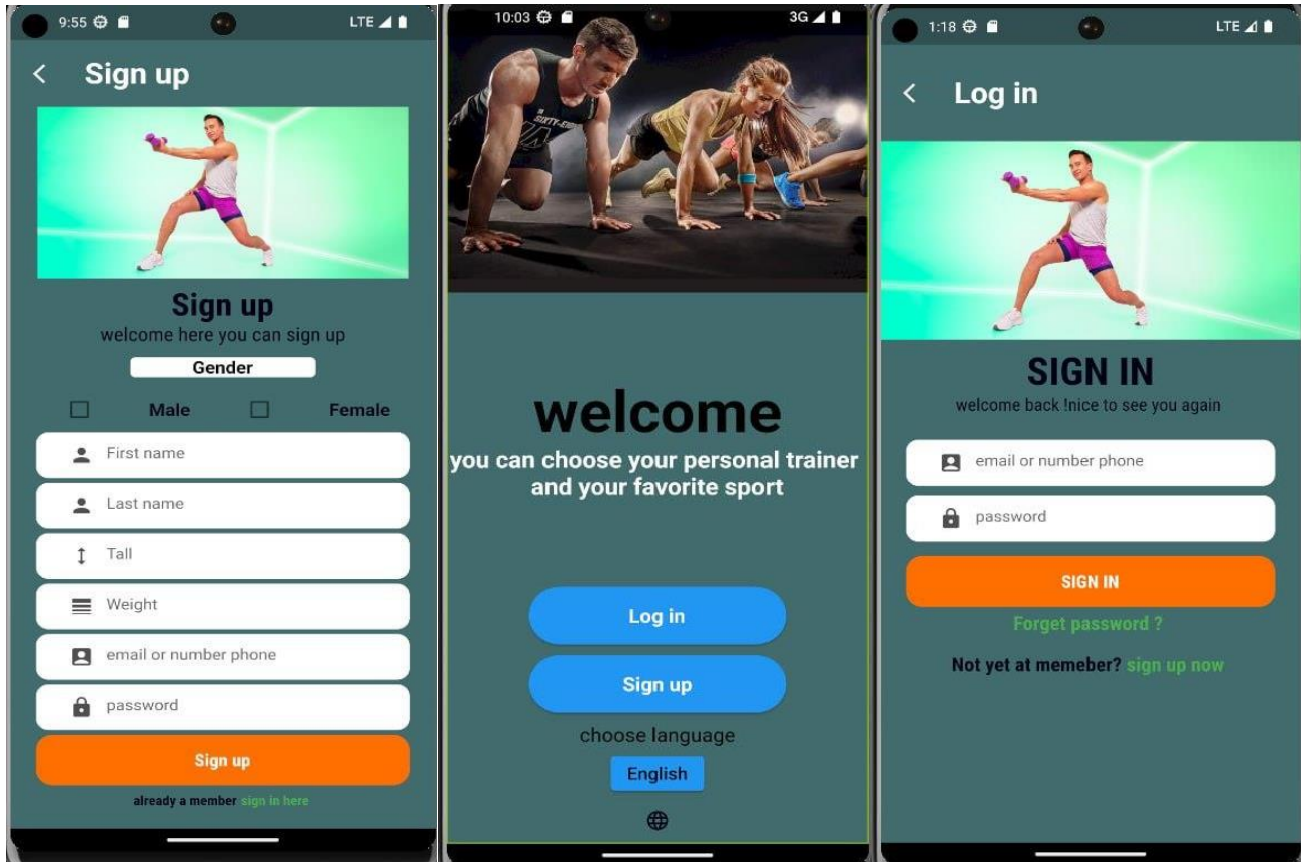 9:55 LTE
Sign up
Sign up
welcome here you can sign up
Gender
Male Female
First name
Last name
Tall
Weight
email or number phone
password
Sign up
already a member sign in here
10:03 3G
welcome
you can choose your personal trainer
and your favorite sport
Log in
Sign up
choose language
English
1:18 LTE
Log in
SIGN IN
welcome back !nice to see you again
email or number phone
password
SIGN IN
Forget password ?
Not yet at memeber? sign up now